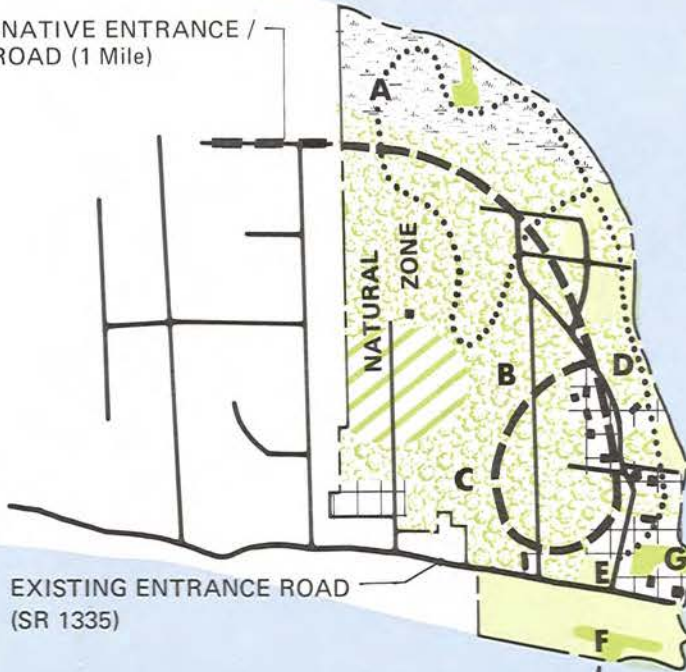 NATIVE ENTRANCE /
ROAD (1 Mile)
A
NATURAL
ZONE
B
D
C
EXISTING ENTRANCE ROAD
(SR 1335)
E
G
F